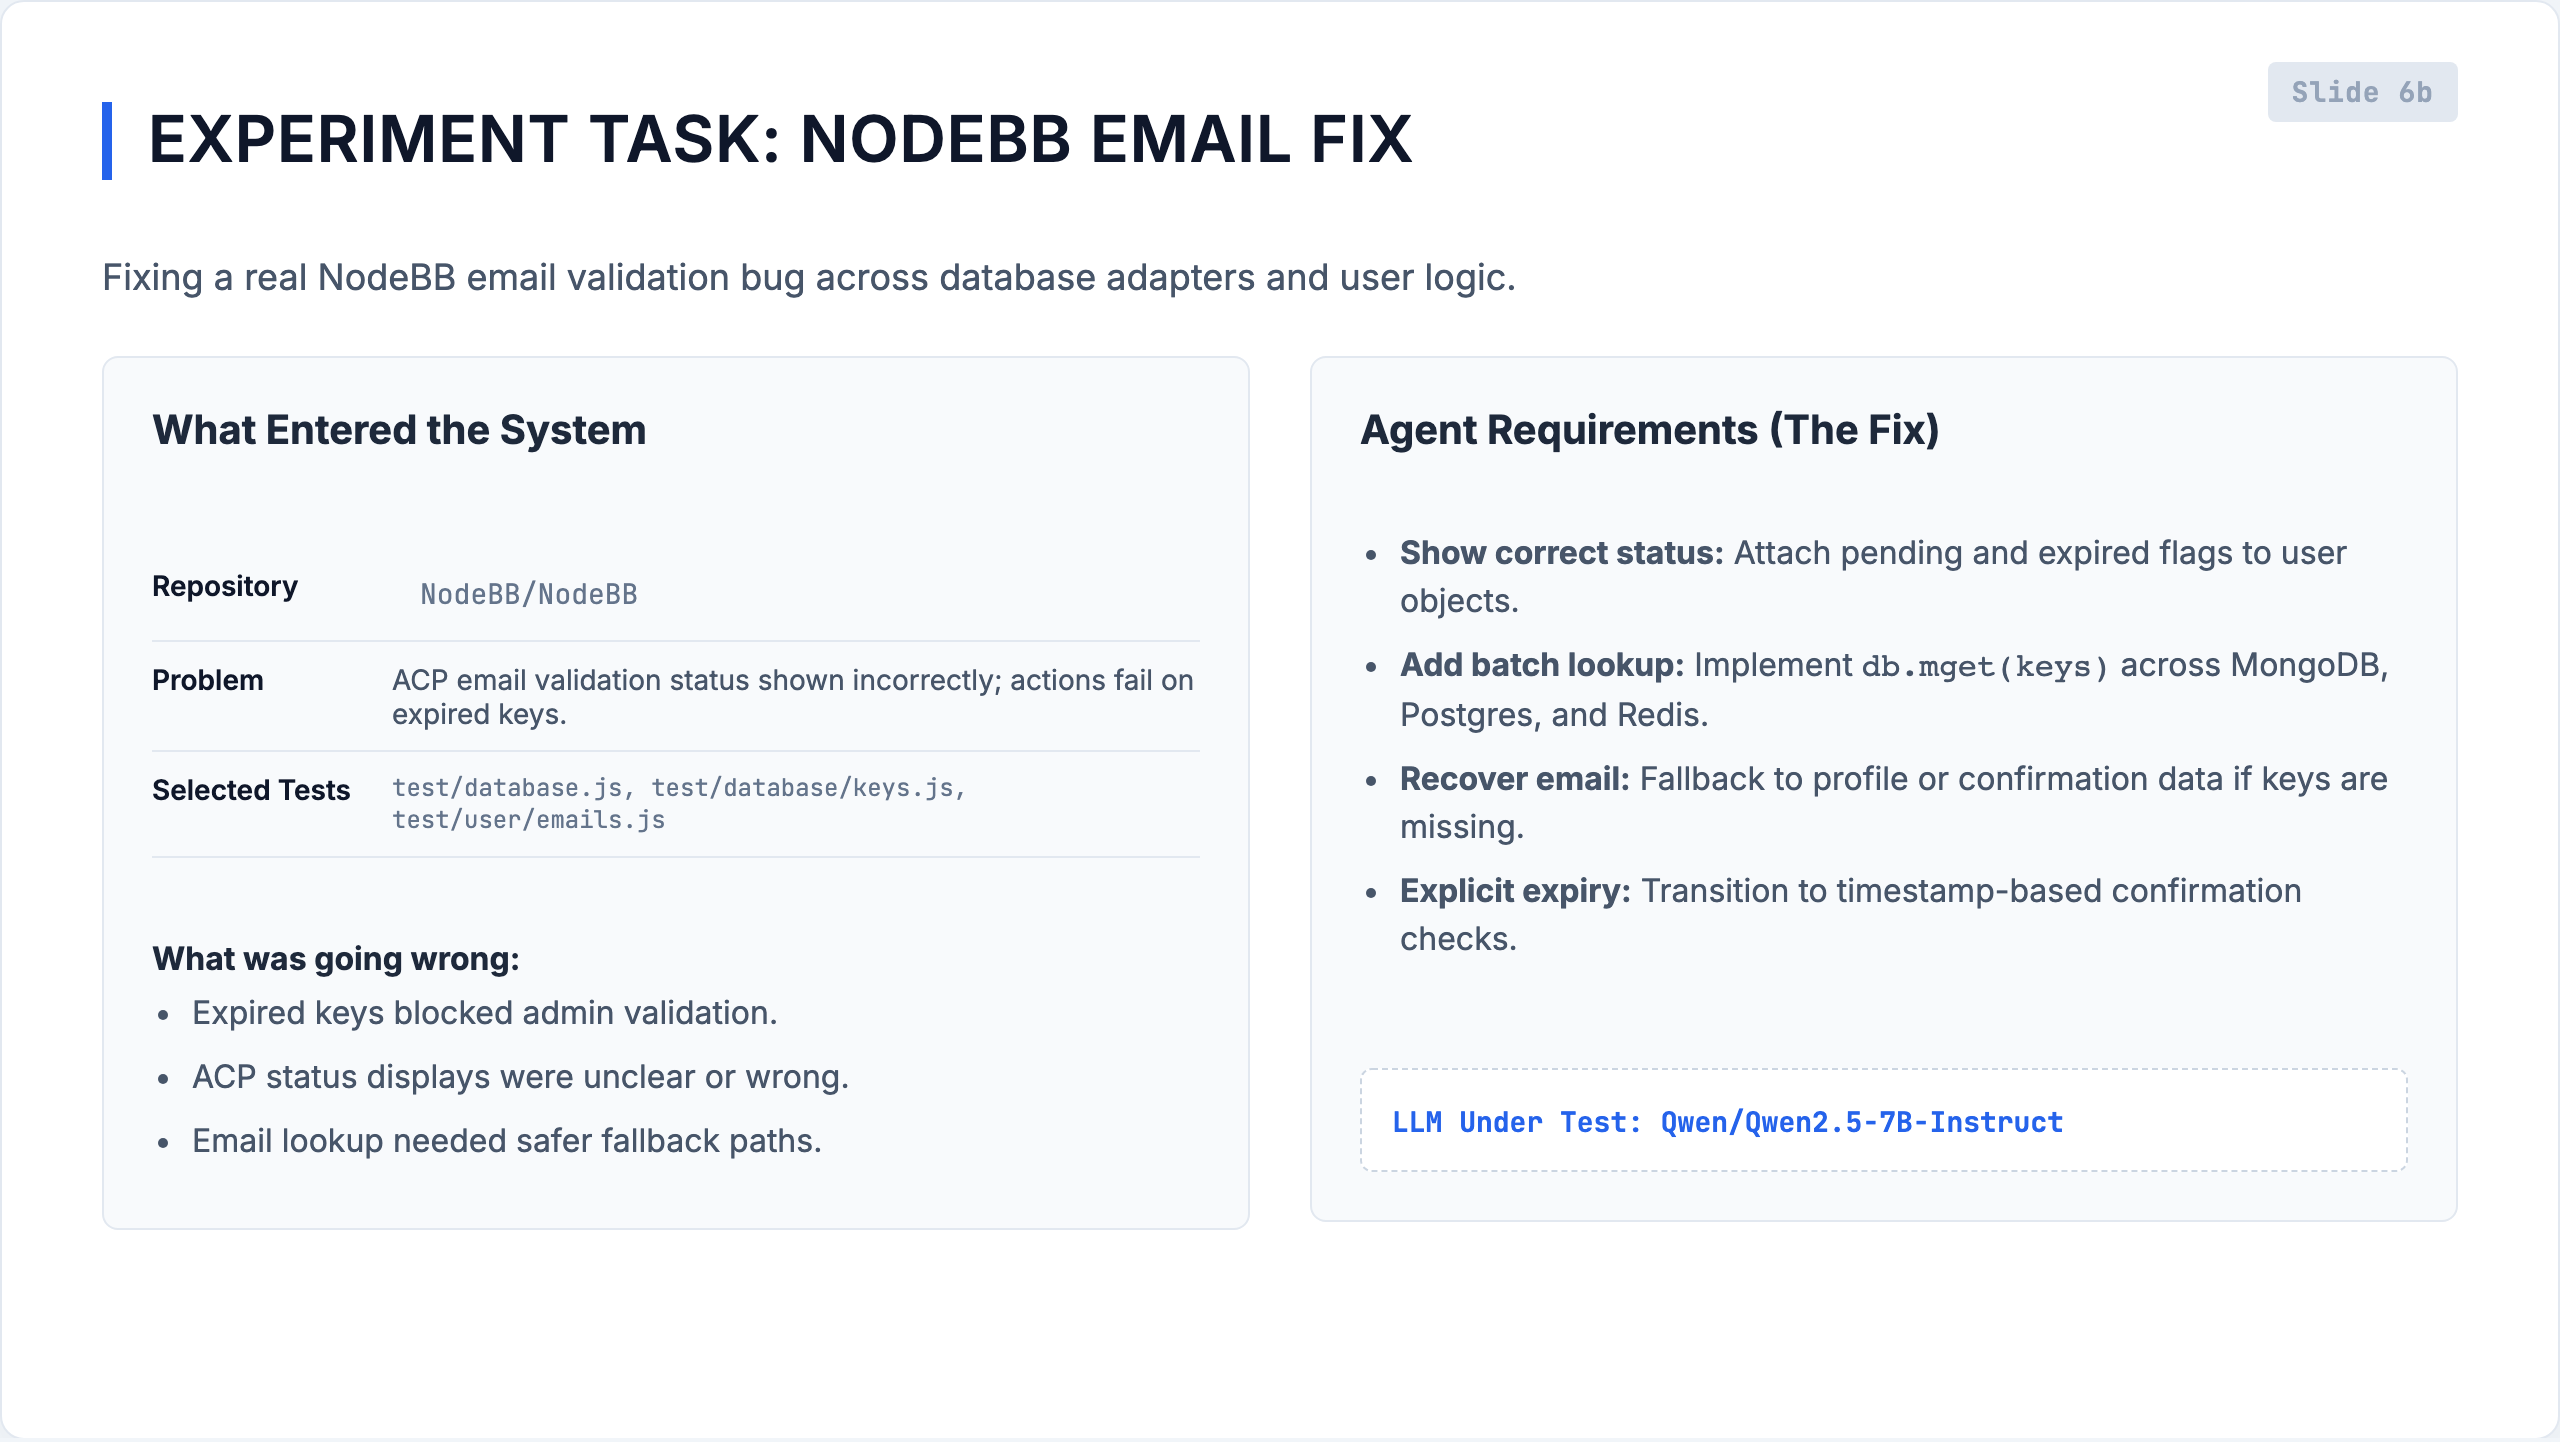 Slide 6b
EXPERIMENT TASK: NODEBB EMAIL FIX
Fixing a real NodeBB email validation bug across database adapters and user logic.
What Entered the System
Repository NodeBB/NodeBB
Problem ACP email validation status shown incorrectly; actions fail on
expired keys.
Selected Tests test/database.js, test/database/keys.js,
test/user/emails.js
What was going wrong:
• Expired keys blocked admin validation.
• ACP status displays were unclear or wrong.
• Email lookup needed safer fallback paths.
Agent Requirements (The Fix)
• Show correct status: Attach pending and expired flags to user
objects.
• Add batch lookup: Implement db.mget(keys) across MongoDB,
Postgres, and Redis.
• Recover email: Fallback to profile or confirmation data if keys are
missing.
• Explicit expiry: Transition to timestamp-based confirmation
checks.
LLM Under Test: Qwen/Qwen2.5-7B-Instruct